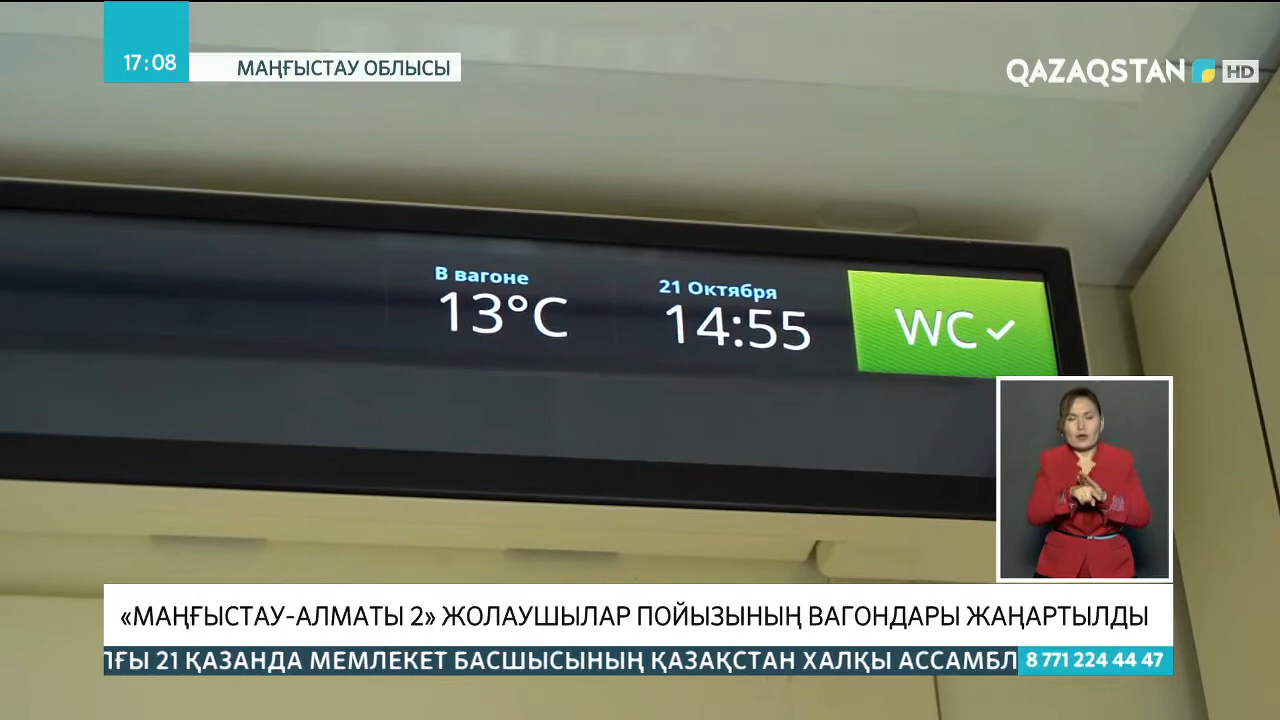 17:08
МАҢҒЫСТАУ ОБЛЫСЫ
QAZAQSTAN HD
В вагоне
13°C
21 Октября
14:55
WC
«МАҢҒЫСТАУ-АЛМАТЫ 2» ЖОЛАУШЫЛАР ПОЙЫЗЫНЫҢ ВАГОНДАРЫ ЖАҢАРТЫЛДЫ
21 ҚАЗАНДА МЕМЛЕКЕТ БАСШЫСЫНЫҢ ҚАЗАҚСТАН ХАЛҚЫ АССАМБЛ
8 771 224 44 47